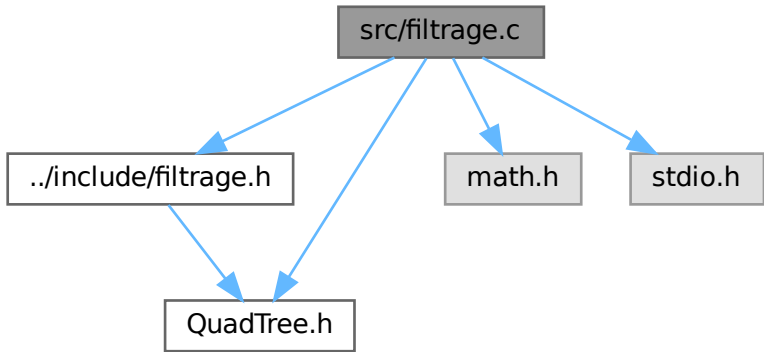 src/filtrage.c
../include/filtrage.h
math.h
stdio.h
QuadTree.h